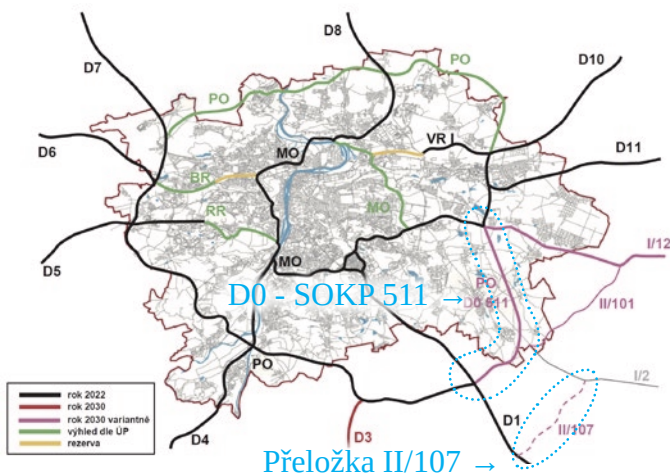 D8
D7
D10
PO
PO
D6
VR I
MO
D11
BR
MO
RR
I/12
D5
MO
D0 - SOKP 511 →
PO
D0 511
II/101
PO
I/2
rok 2022
rok 2030
rok 2030 variantně
výhled dle ÚP
rezerva
D4
D3
D1
II/107
Přeložka II/107 →